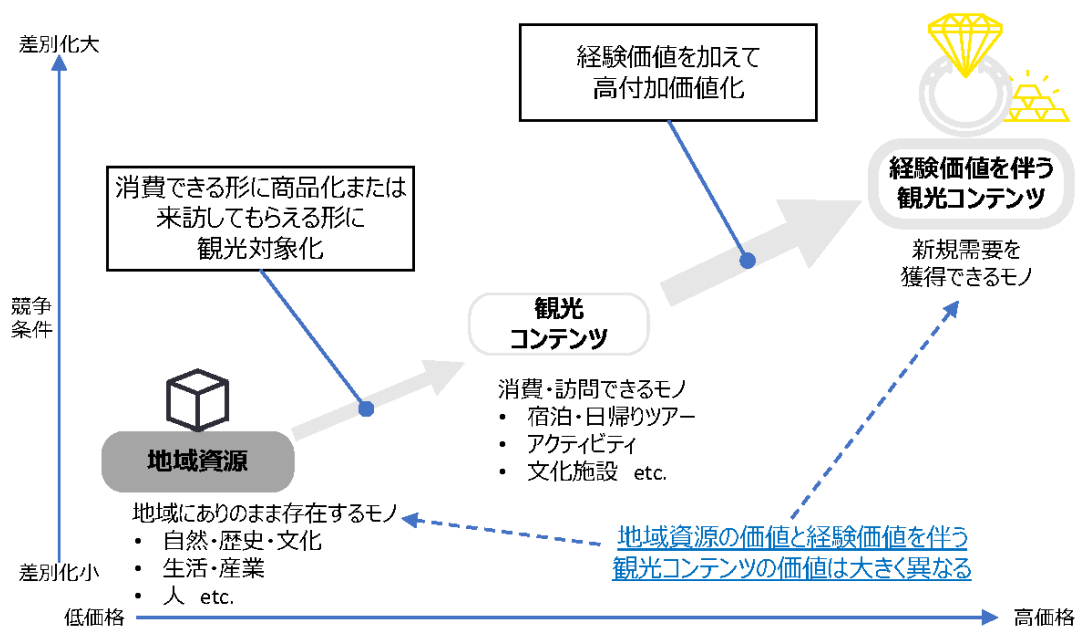 差別化大
経験価値を加えて
高付加価値化
経験価値を伴う
観光コンテンツ
新規需要を
獲得できるモノ
消費できる形に商品化または
来訪してもらえる形に
観光対象化
競争
条件
観光
コンテンツ
消費・訪問できるモノ
• 宿泊・日帰りツアー
• アクティビティ
• 文化施設 etc.
地域資源
地域にありのまま存在するモノ
• 自然・歴史・文化
• 生活・産業
• 人 etc.
地域資源の価値と経験価値を伴う
観光コンテンツの価値は大きく異なる
差別化小
低価格
高価格